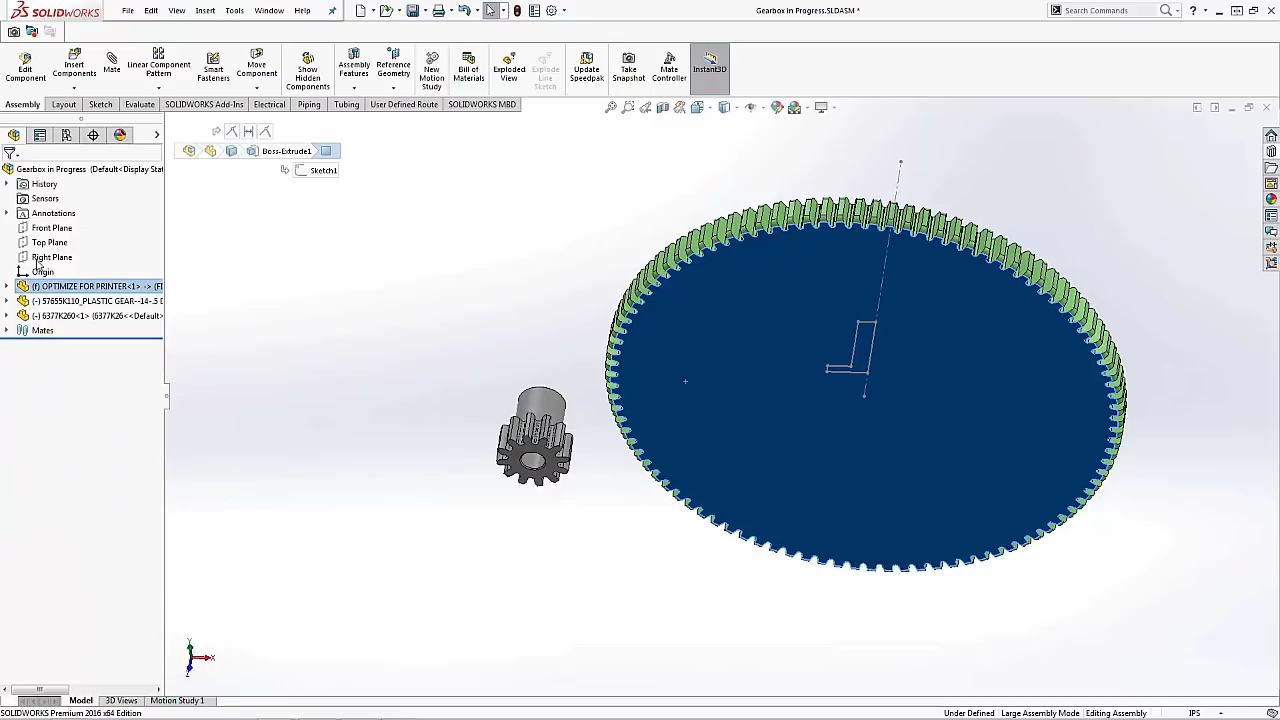 SOLIDWORKS File Edit View Insert Tools Window Help Gearbox in Progress.SLDASM * Search Commands
Edit Component Insert Components Mate Linear Component Pattern Smart Fasteners Move Component Show Hidden Components Assembly Features Reference Geometry New Motion Study Bill of Materials Exploded View Explode Line Sketch Update Speedpak Take Snapshot Mate Controller Instant3D
Assembly Layout Sketch Evaluate SOLIDWORKS Add-Ins Electrical Piping Tubing User Defined Route SOLIDWORKS MBD
Boss-Extrude1
Sketch1
Gearbox in Progress (Default<Display Stat
History
Sensors
Annotations
Front Plane
Top Plane
Right Plane
Origin
(f) OPTIMIZE FOR PRINTER<1> -> (FI
(-) 57655K110_PLASTIC GEAR--14-.5 D
(-) 6377K260<1> (6377K26<<Default>
Mates
Y
X
Z
Model 3D Views Motion Study 1
SOLIDWORKS Premium 2016 x64 Edition Under Defined Large Assembly Mode Editing Assembly IPS